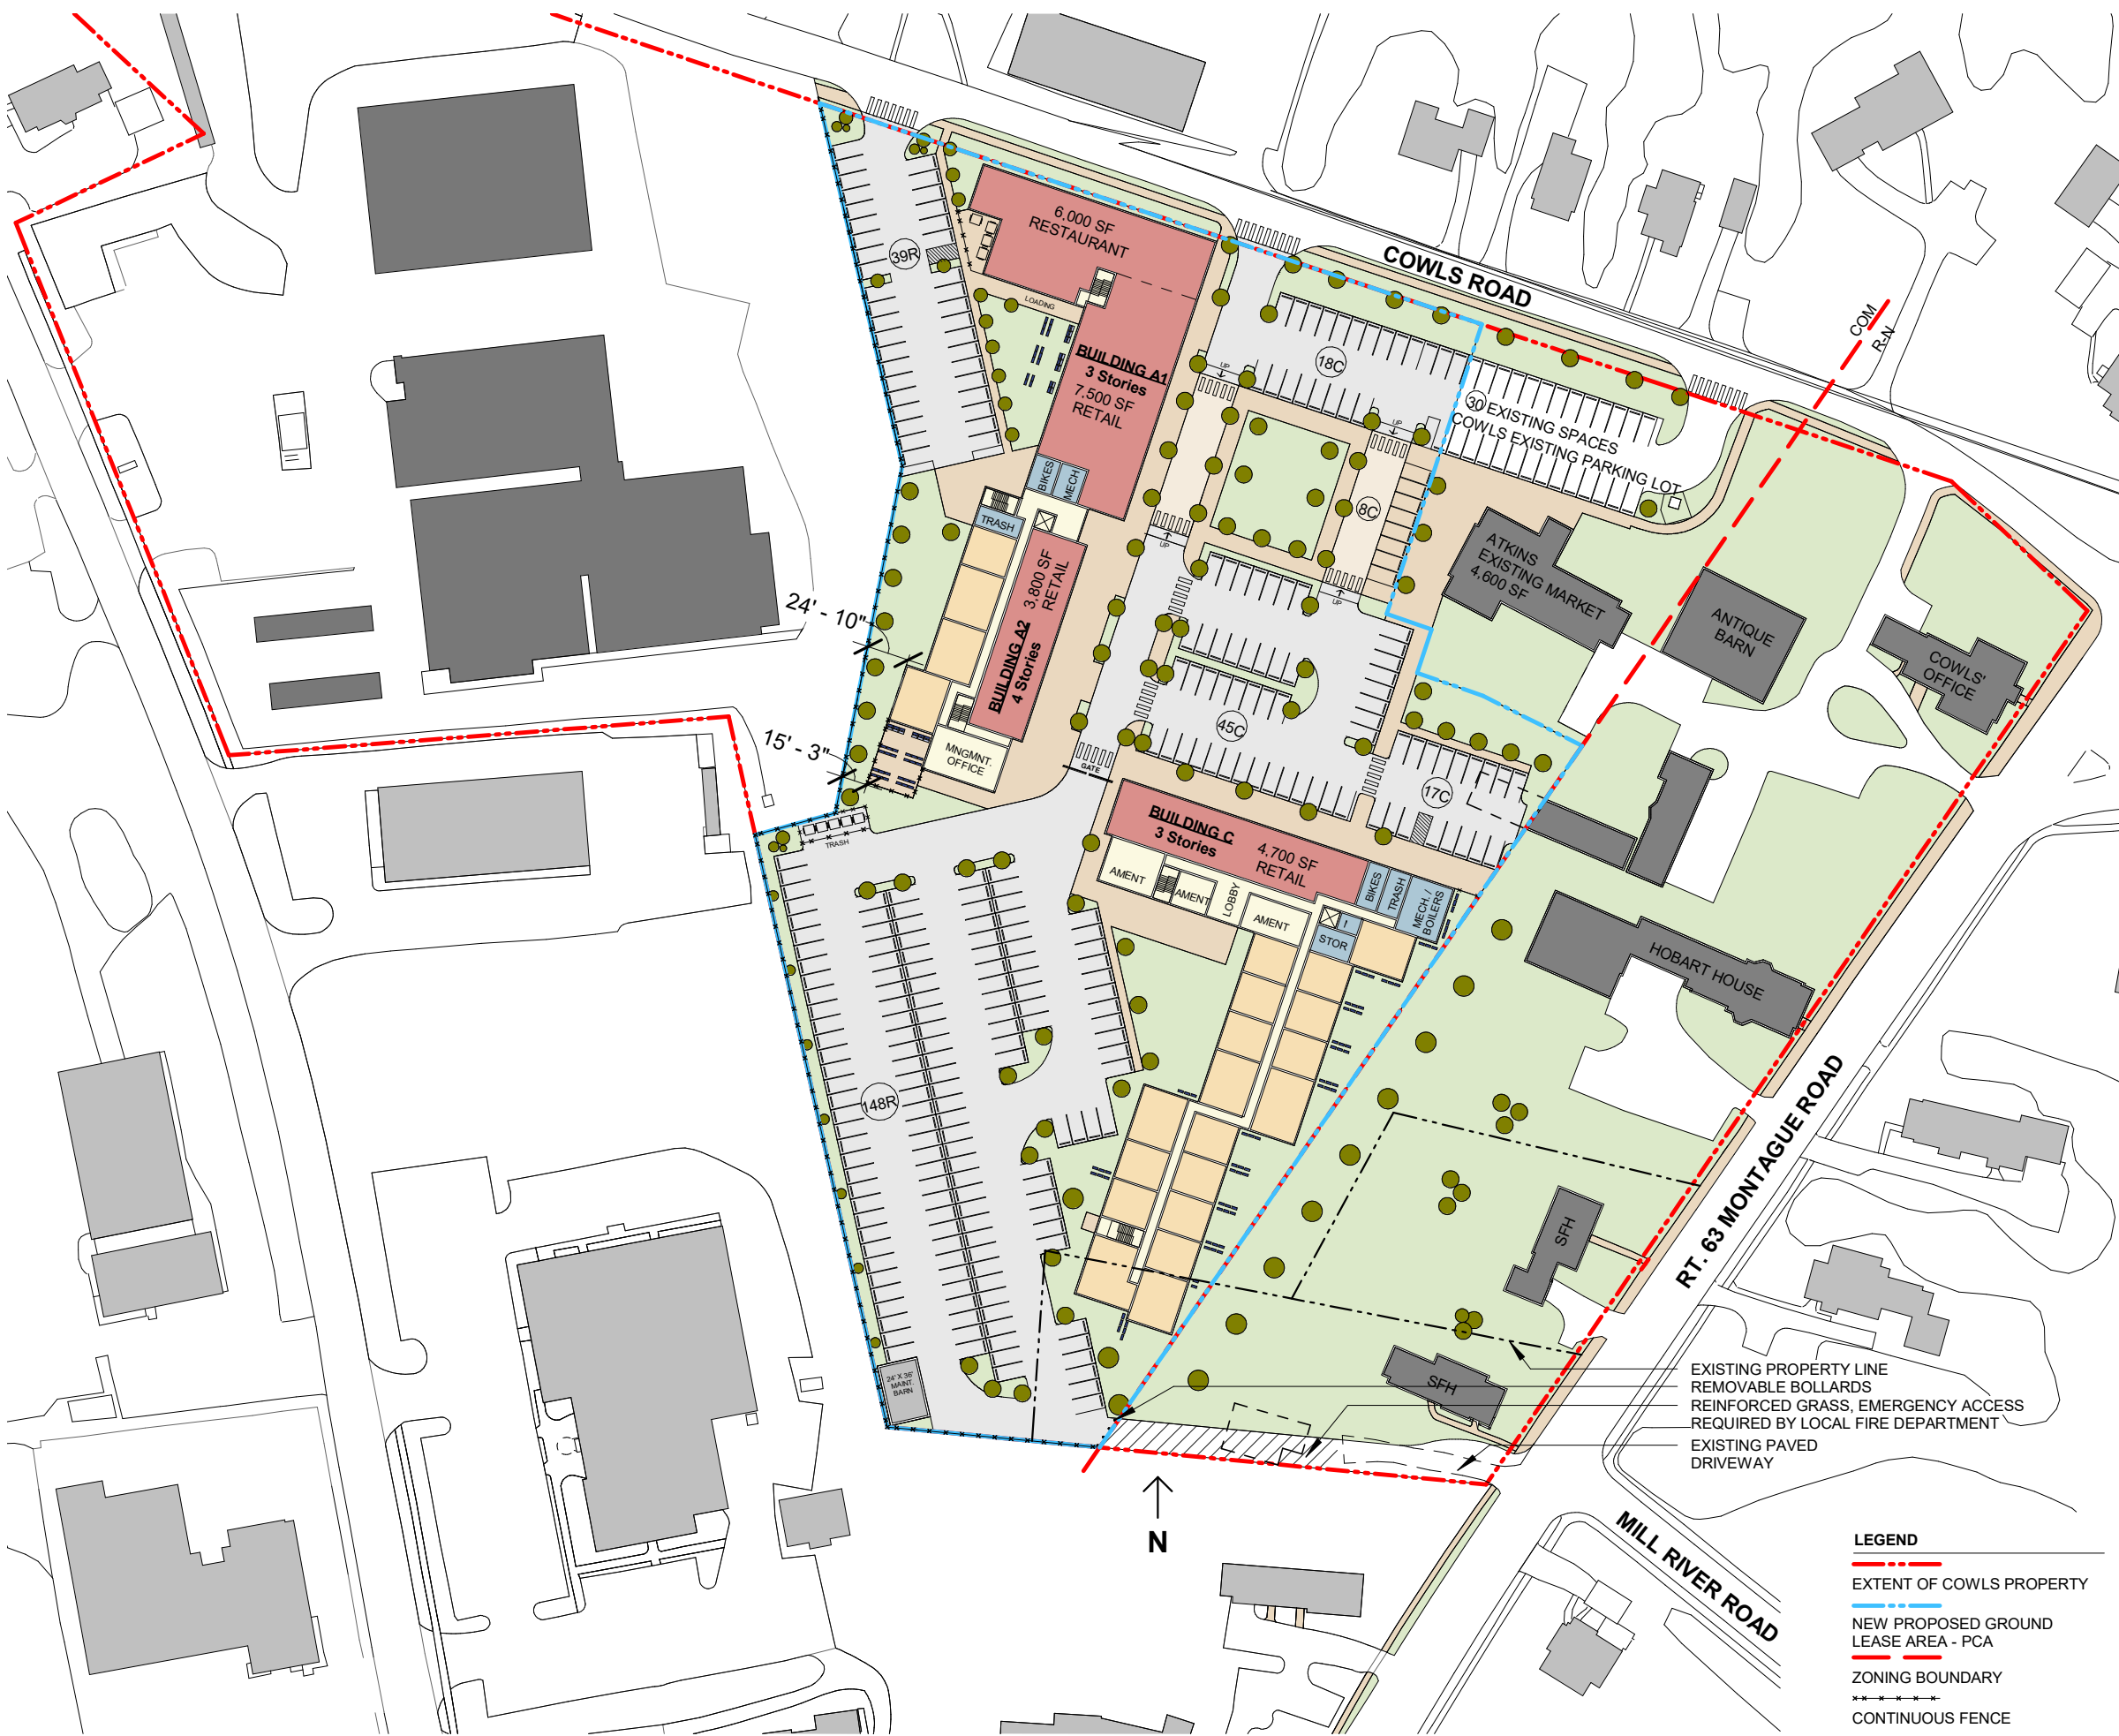 6,000 SF
RESTAURANT
39R
LOADING
BUILDING A1
3 Stories
7,500 SF
RETAIL
BIKES
MECH
TRASH
3,800 SF
RETAIL
BUILDING A2
4 Stories
MNGMNT.
OFFICE
24' - 10"
15' - 3"
TRASH
COWLS ROAD
COM
R-N
18C
UP
UP
UP
UP
30 EXISTING SPACES
COWLS EXISTING PARKING LOT
8C
ATKINS
EXISTING MARKET
4,600 SF
ANTIQUE
BARN
COWLS'
OFFICE
45C
17C
GATE
BUILDING C
3 Stories
4,700 SF
RETAIL
AMENT
AMENT
LOBBY
AMENT
BIKES
TRASH
MECH. /
BOILERS
STOR
HOBART HOUSE
148R
RT. 63 MONTAGUE ROAD
SFH
SFH
24' X 36'
MAINT.
BARN
EXISTING PROPERTY LINE
REMOVABLE BOLLARDS
REINFORCED GRASS, EMERGENCY ACCESS
REQUIRED BY LOCAL FIRE DEPARTMENT
EXISTING PAVED
DRIVEWAY
N
MILL RIVER ROAD
LEGEND
EXTENT OF COWLS PROPERTY
NEW PROPOSED GROUND
LEASE AREA - PCA
ZONING BOUNDARY
CONTINUOUS FENCE